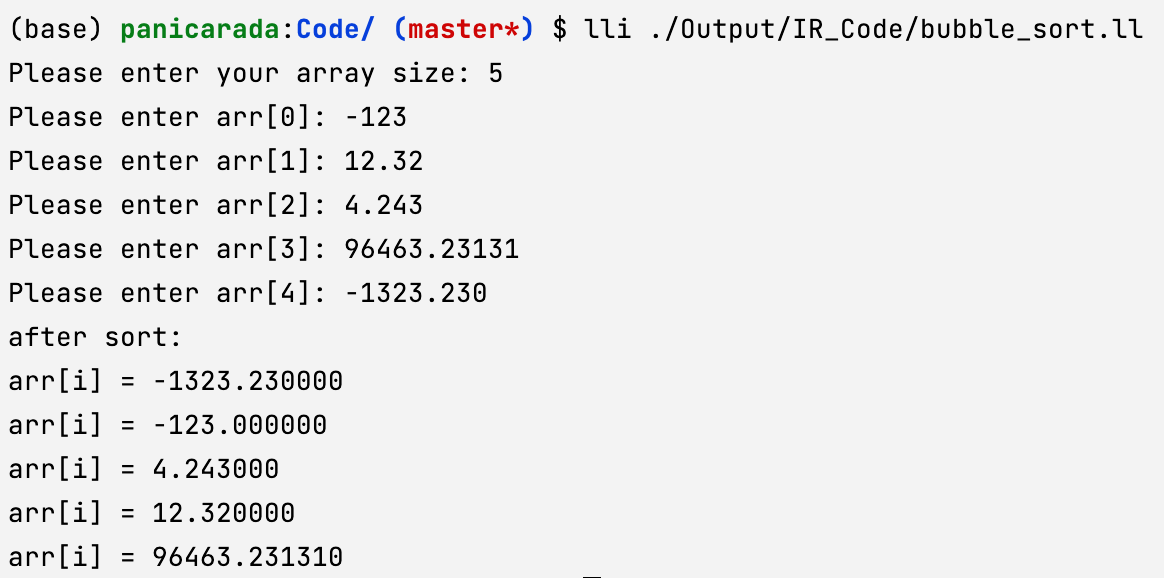 (base) panicarada:Code/ (master*) $ lli ./Output/IR_Code/bubble_sort.ll
Please enter your array size: 5
Please enter arr[0]: -123
Please enter arr[1]: 12.32
Please enter arr[2]: 4.243
Please enter arr[3]: 96463.23131
Please enter arr[4]: -1323.230
after sort:
arr[i] = -1323.230000
arr[i] = -123.000000
arr[i] = 4.243000
arr[i] = 12.320000
arr[i] = 96463.231310